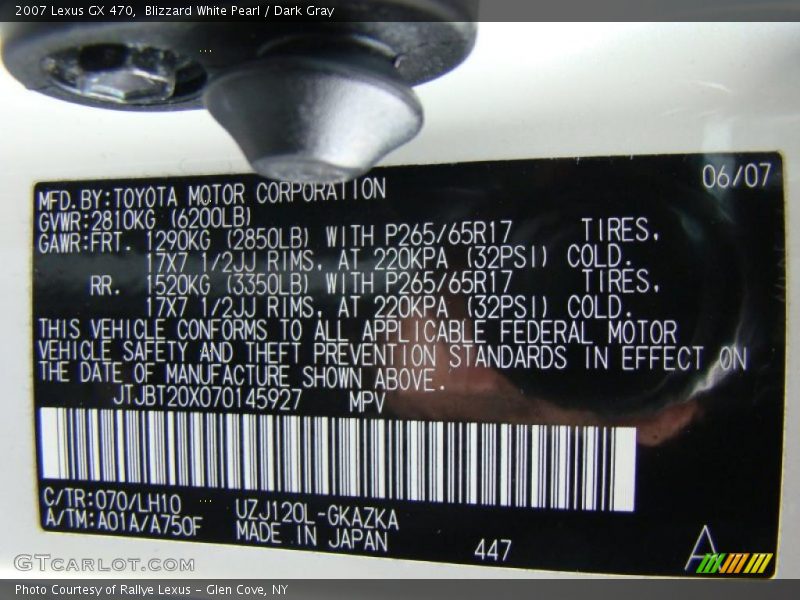 2007 Lexus GX 470, Blizzard White Pearl / Dark Gray
06/07
MFD.BY:TOYOTA MOTOR CORPORATION
GVWR:2810KG (6200LB)
GAWR:FRT. 1290KG (2850LB) WITH P265/65R17 TIRES.
17X7 1/2JJ RIMS, AT 220KPA (32PSI) COLD.
RR. 1520KG (3350LB) WITH P265/65R17 TIRES.
17X7 1/2JJ RIMS, AT 220KPA (32PSI) COLD.
THIS VEHICLE CONFORMS TO ALL APPLICABLE FEDERAL MOTOR
VEHICLE SAFETY AND THEFT PREVENTION STANDARDS IN EFFECT ON
THE DATE OF MANUFACTURE SHOWN ABOVE.
JTJBT20X070145927 MPV
C/TR:070/LH10 UZJ120L-GKAZKA
A/TM:A01A/A750F MADE IN JAPAN
447
A
GTcarlot.com
Photo Courtesy of Rallye Lexus - Glen Cove, NY